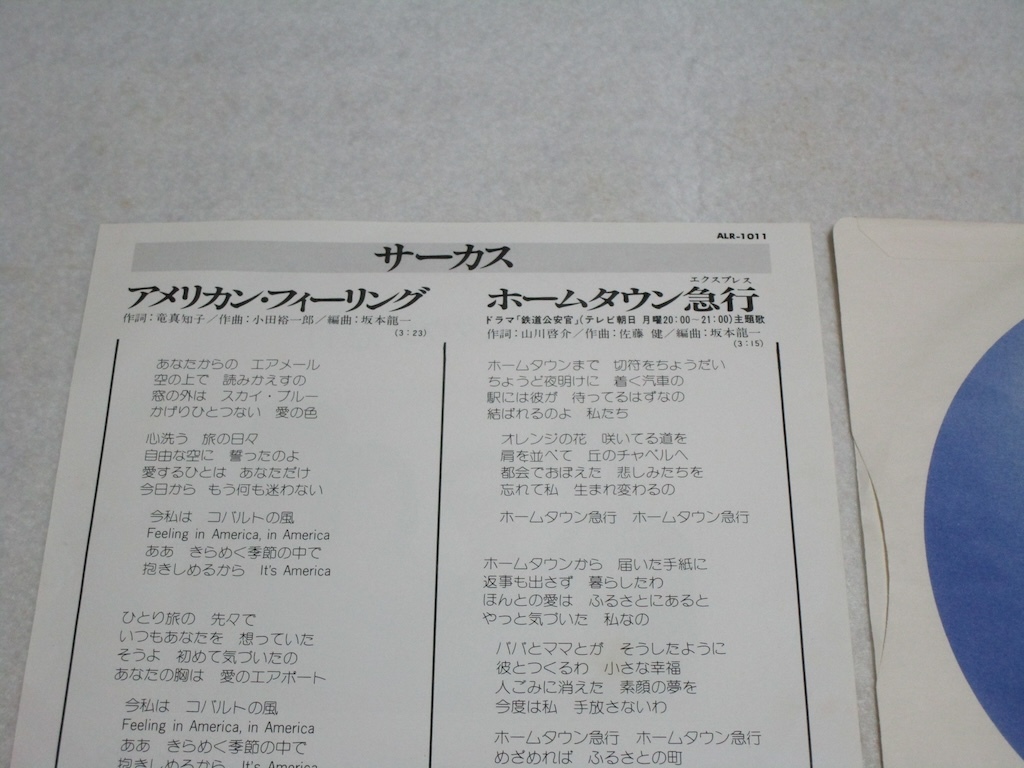 ALR-1011
サーカス
アメリカン・フィーリング
作詞：竜真知子／作曲：小田裕一郎／編曲：坂本龍一
(3：23)
あなたからの　エアメール
空の上で　読みかえすの
窓の外は　スカイ・ブルー
かげりひとつない　愛の色
心洗う　旅の日々
自由な空に　誓ったのよ
愛するひとは　あなただけ
今日から　もう何も迷わない
今私は　コバルトの風
Feeling in America, in America
ああ　きらめく季節の中で
抱きしめるから　It's America
ひとり旅の　先々で
いつもあなたを　想っていた
そうよ　初めて気づいたの
あなたの胸は　愛のエアポート
今私は　コバルトの風
Feeling in America, in America
ああ　きらめく季節の中で
抱きしめるから　It's America
エクスプレス
ホームタウン急行
ドラマ「鉄道公安官」(テレビ朝日 月曜20：00－21：00)主題歌
作詞：山川啓介／作曲：佐藤 健／編曲：坂本龍一
(3：15)
ホームタウンまで　切符をちょうだい
ちょうど夜明けに　着く汽車の
駅には彼が　待ってるはずなの
結ばれるのよ　私たち
オレンジの花　咲いてる道を
肩を並べて　丘のチャペルへ
都会でおぼえた　悲しみたちを
忘れて私　生まれ変わるの
ホームタウン急行　ホームタウン急行
ホームタウンから　届いた手紙に
返事も出さず　暮らしたわ
ほんとの愛は　ふるさとにあると
やっと気づいた　私なの
パパとママとが　そうしたように
彼とつくるわ　小さな幸福
人ごみに消えた　素顔の夢を
今度は私　手放さないわ
ホームタウン急行　ホームタウン急行
めざめれば　ふるさとの町